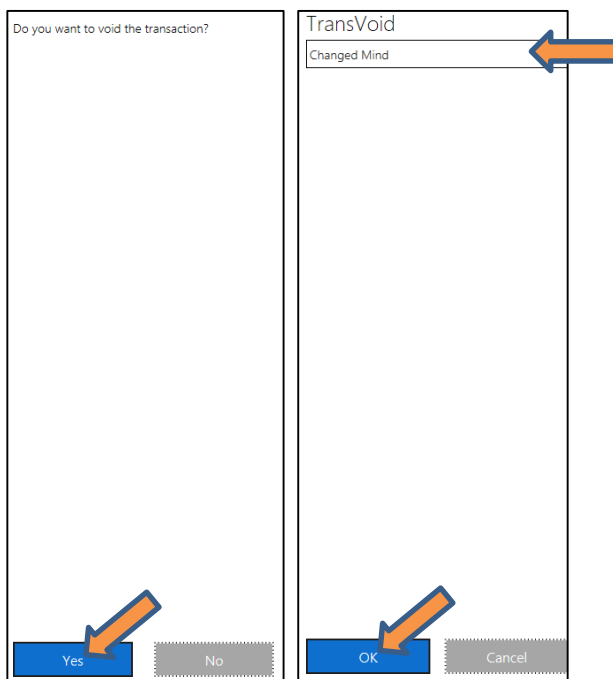 Do you want to void the transaction?
Yes
No
TransVoid
Changed Mind
OK
Cancel